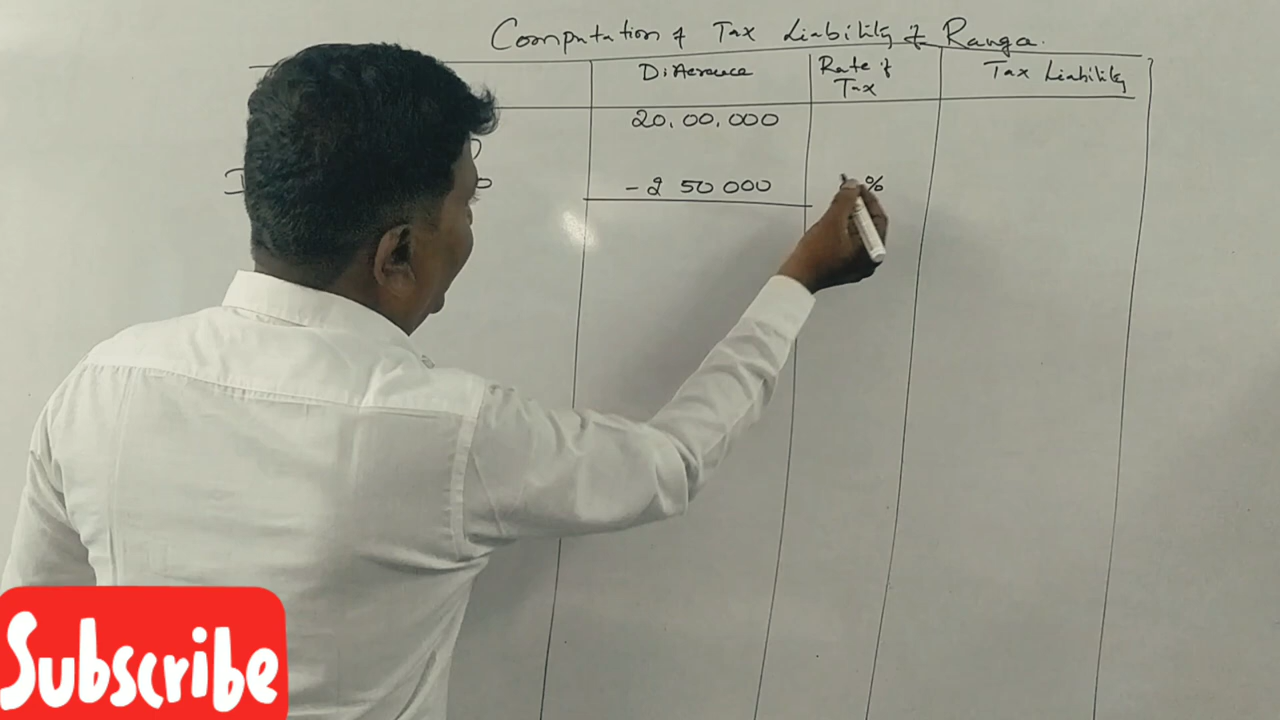 Computation of Tax Liability of Ranga.
Difference
Rate of
Tax
Tax Liability
20,00,000
- 2 50 000
%
Subscribe